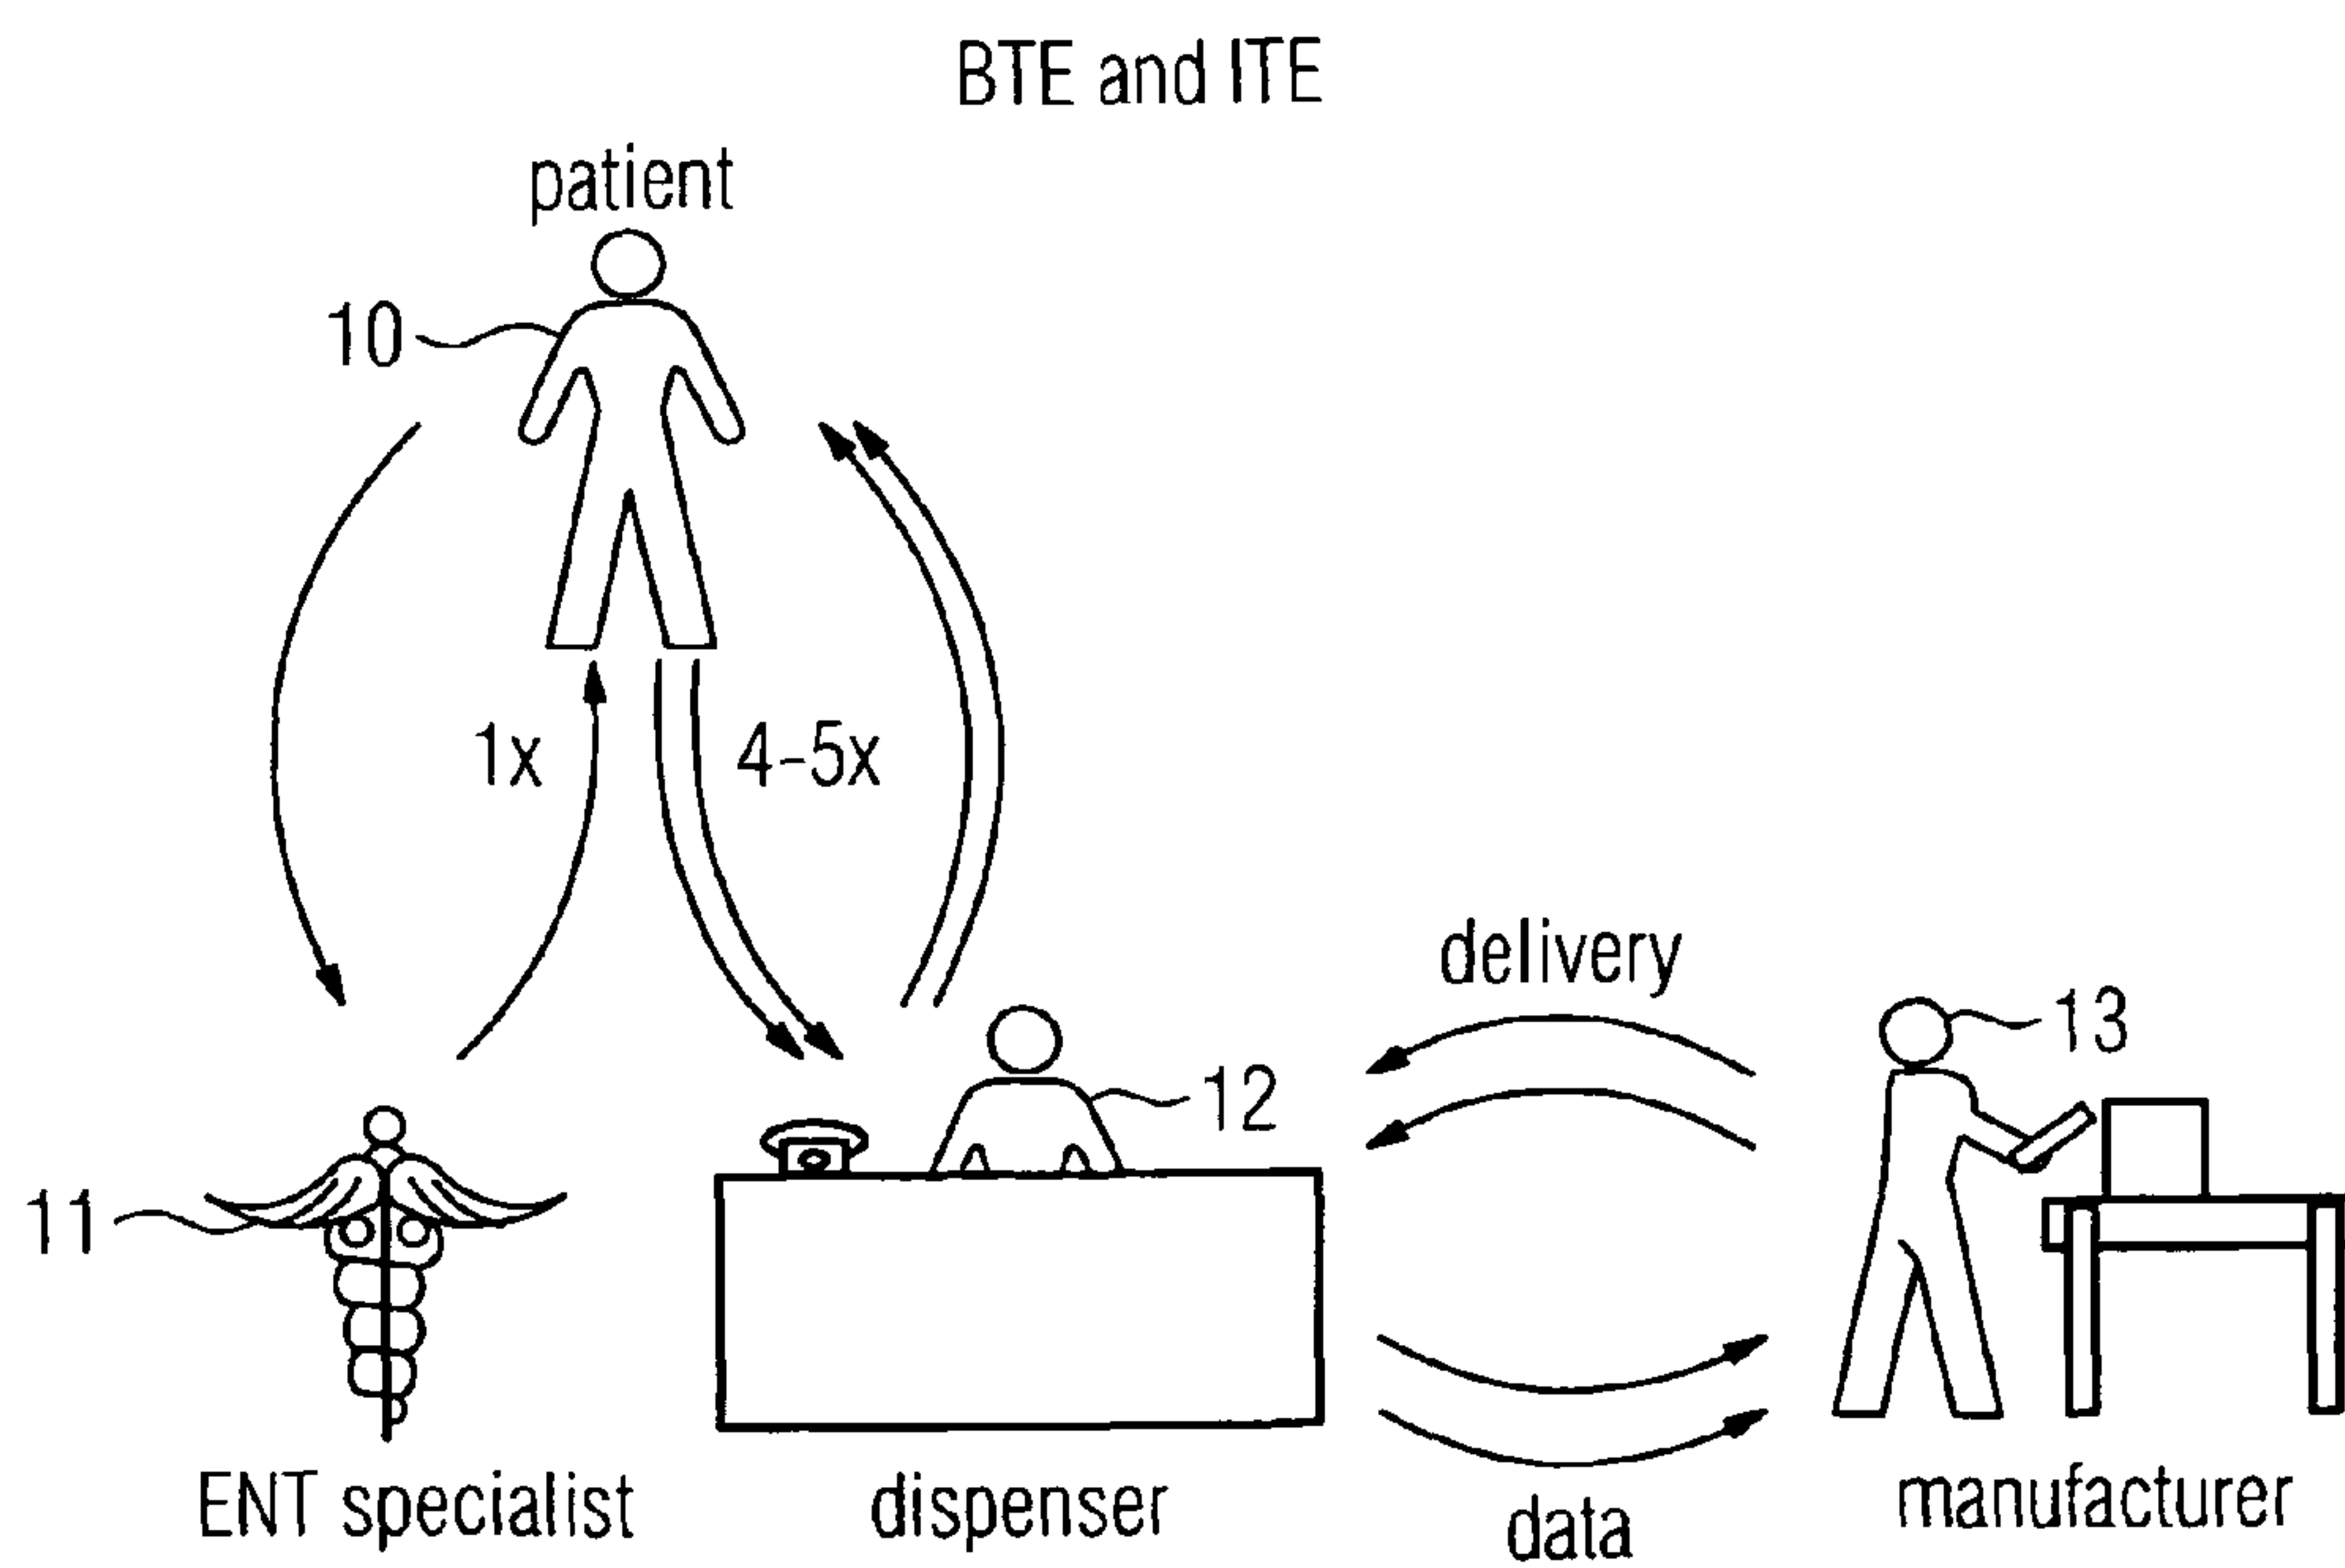 BTE and ITE
patient
10
1x
4-5x
delivery
13
12
11
ENT specialist
dispenser
data
manufacturer